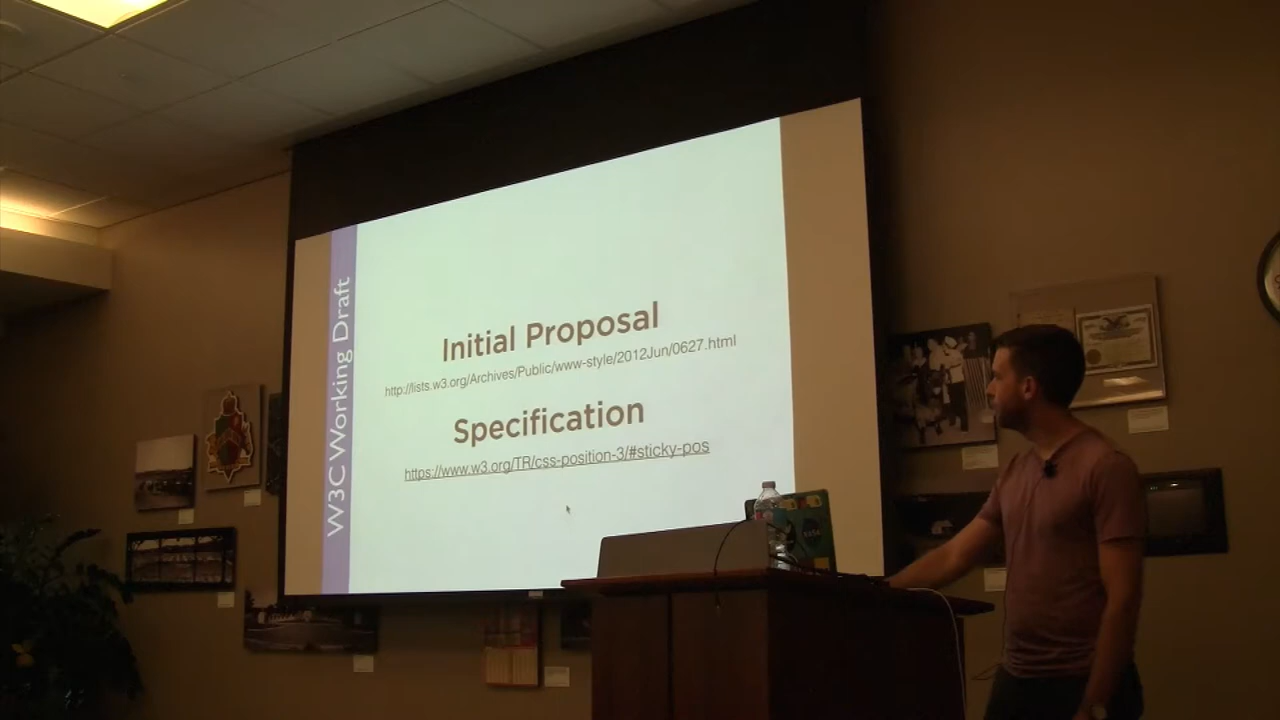 W3C Working Draft
Initial Proposal
http://lists.w3.org/Archives/Public/www-style/2012Jun/0627.html
Specification
https://www.w3.org/TR/css-position-3/#sticky-pos